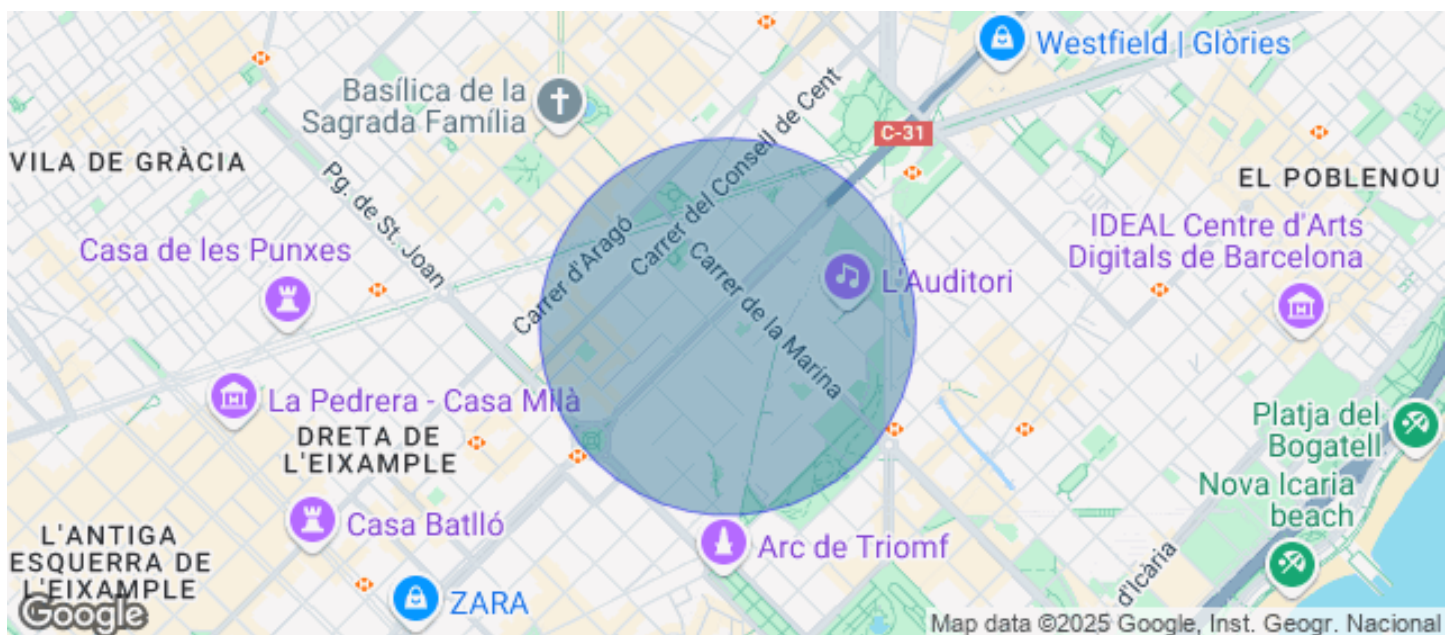 Westfield | Glòries
Basílica de la
Sagrada Família
Carrer del Consell de Cent
C-31
VILA DE GRÀCIA
Pg. de St. Joan
EL POBLENOU
IDEAL Centre d'Arts
Digitals de Barcelona
Casa de les Punxes
Carrer d'Aragó
Carrer de la Marina
L'Auditori
La Pedrera - Casa Milà
DRETA DE
L'EIXAMPLE
Platja del
Bogatell
Nova Icaria
beach
Casa Batlló
Arc de Triomf
L'ANTIGA
ESQUERRA DE
L'EIXAMPLE
d'Icària
ZARA
Google
Map data ©2025 Google, Inst. Geogr. Nacional